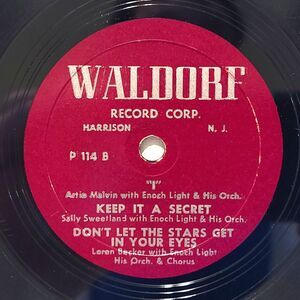 WALDORF
RECORD CORP.
HARRISON N. J.
P 114 B
"I"
Artie Malvin with Enoch Light & His Orch.
KEEP IT A SECRET
Sally Sweetland with Enoch Light & His Orch.
DON'T LET THE STARS GET
IN YOUR EYES
Loren Becker with Enoch Light
His Orch. & Chorus